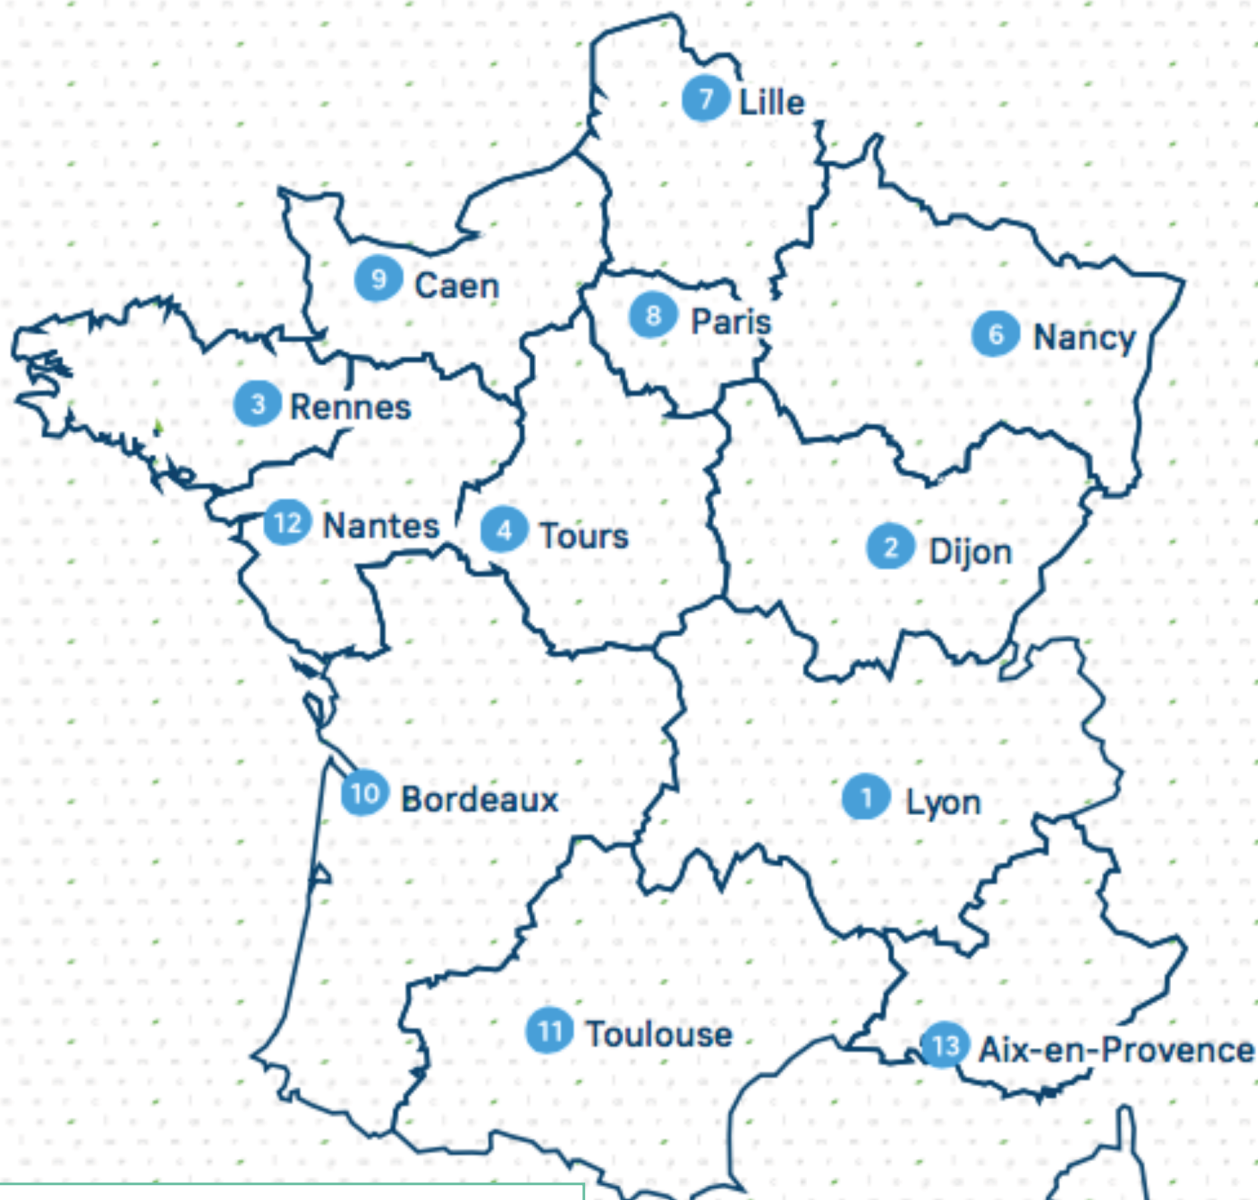 7 Lille
9 Caen
8 Paris
6 Nancy
3 Rennes
12 Nantes
4 Tours
2 Dijon
10 Bordeaux
1 Lyon
11 Toulouse
13 Aix-en-Provence